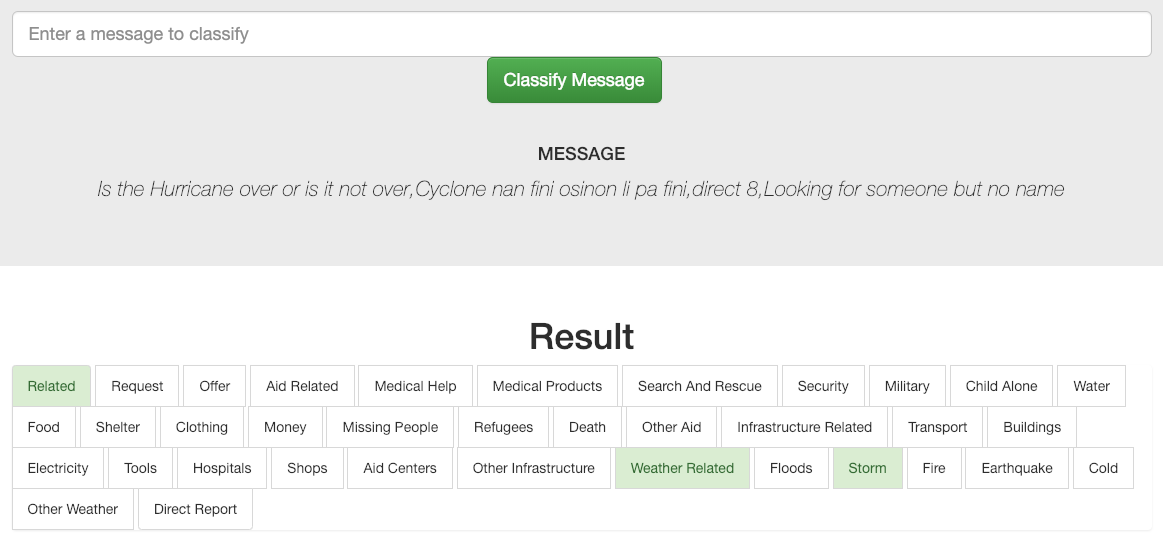 Enter a message to classify
Classify Message
MESSAGE
Is the Hurricane over or is it not over,Cyclone nan fini osinon li pa fini,direct 8,Looking for someone but no name
Result
Related Request Offer Aid Related Medical Help Medical Products Search And Rescue Security Military Child Alone Water
Food Shelter Clothing Money Missing People Refugees Death Other Aid Infrastructure Related Transport Buildings
Electricity Tools Hospitals Shops Aid Centers Other Infrastructure Weather Related Floods Storm Fire Earthquake Cold
Other Weather Direct Report